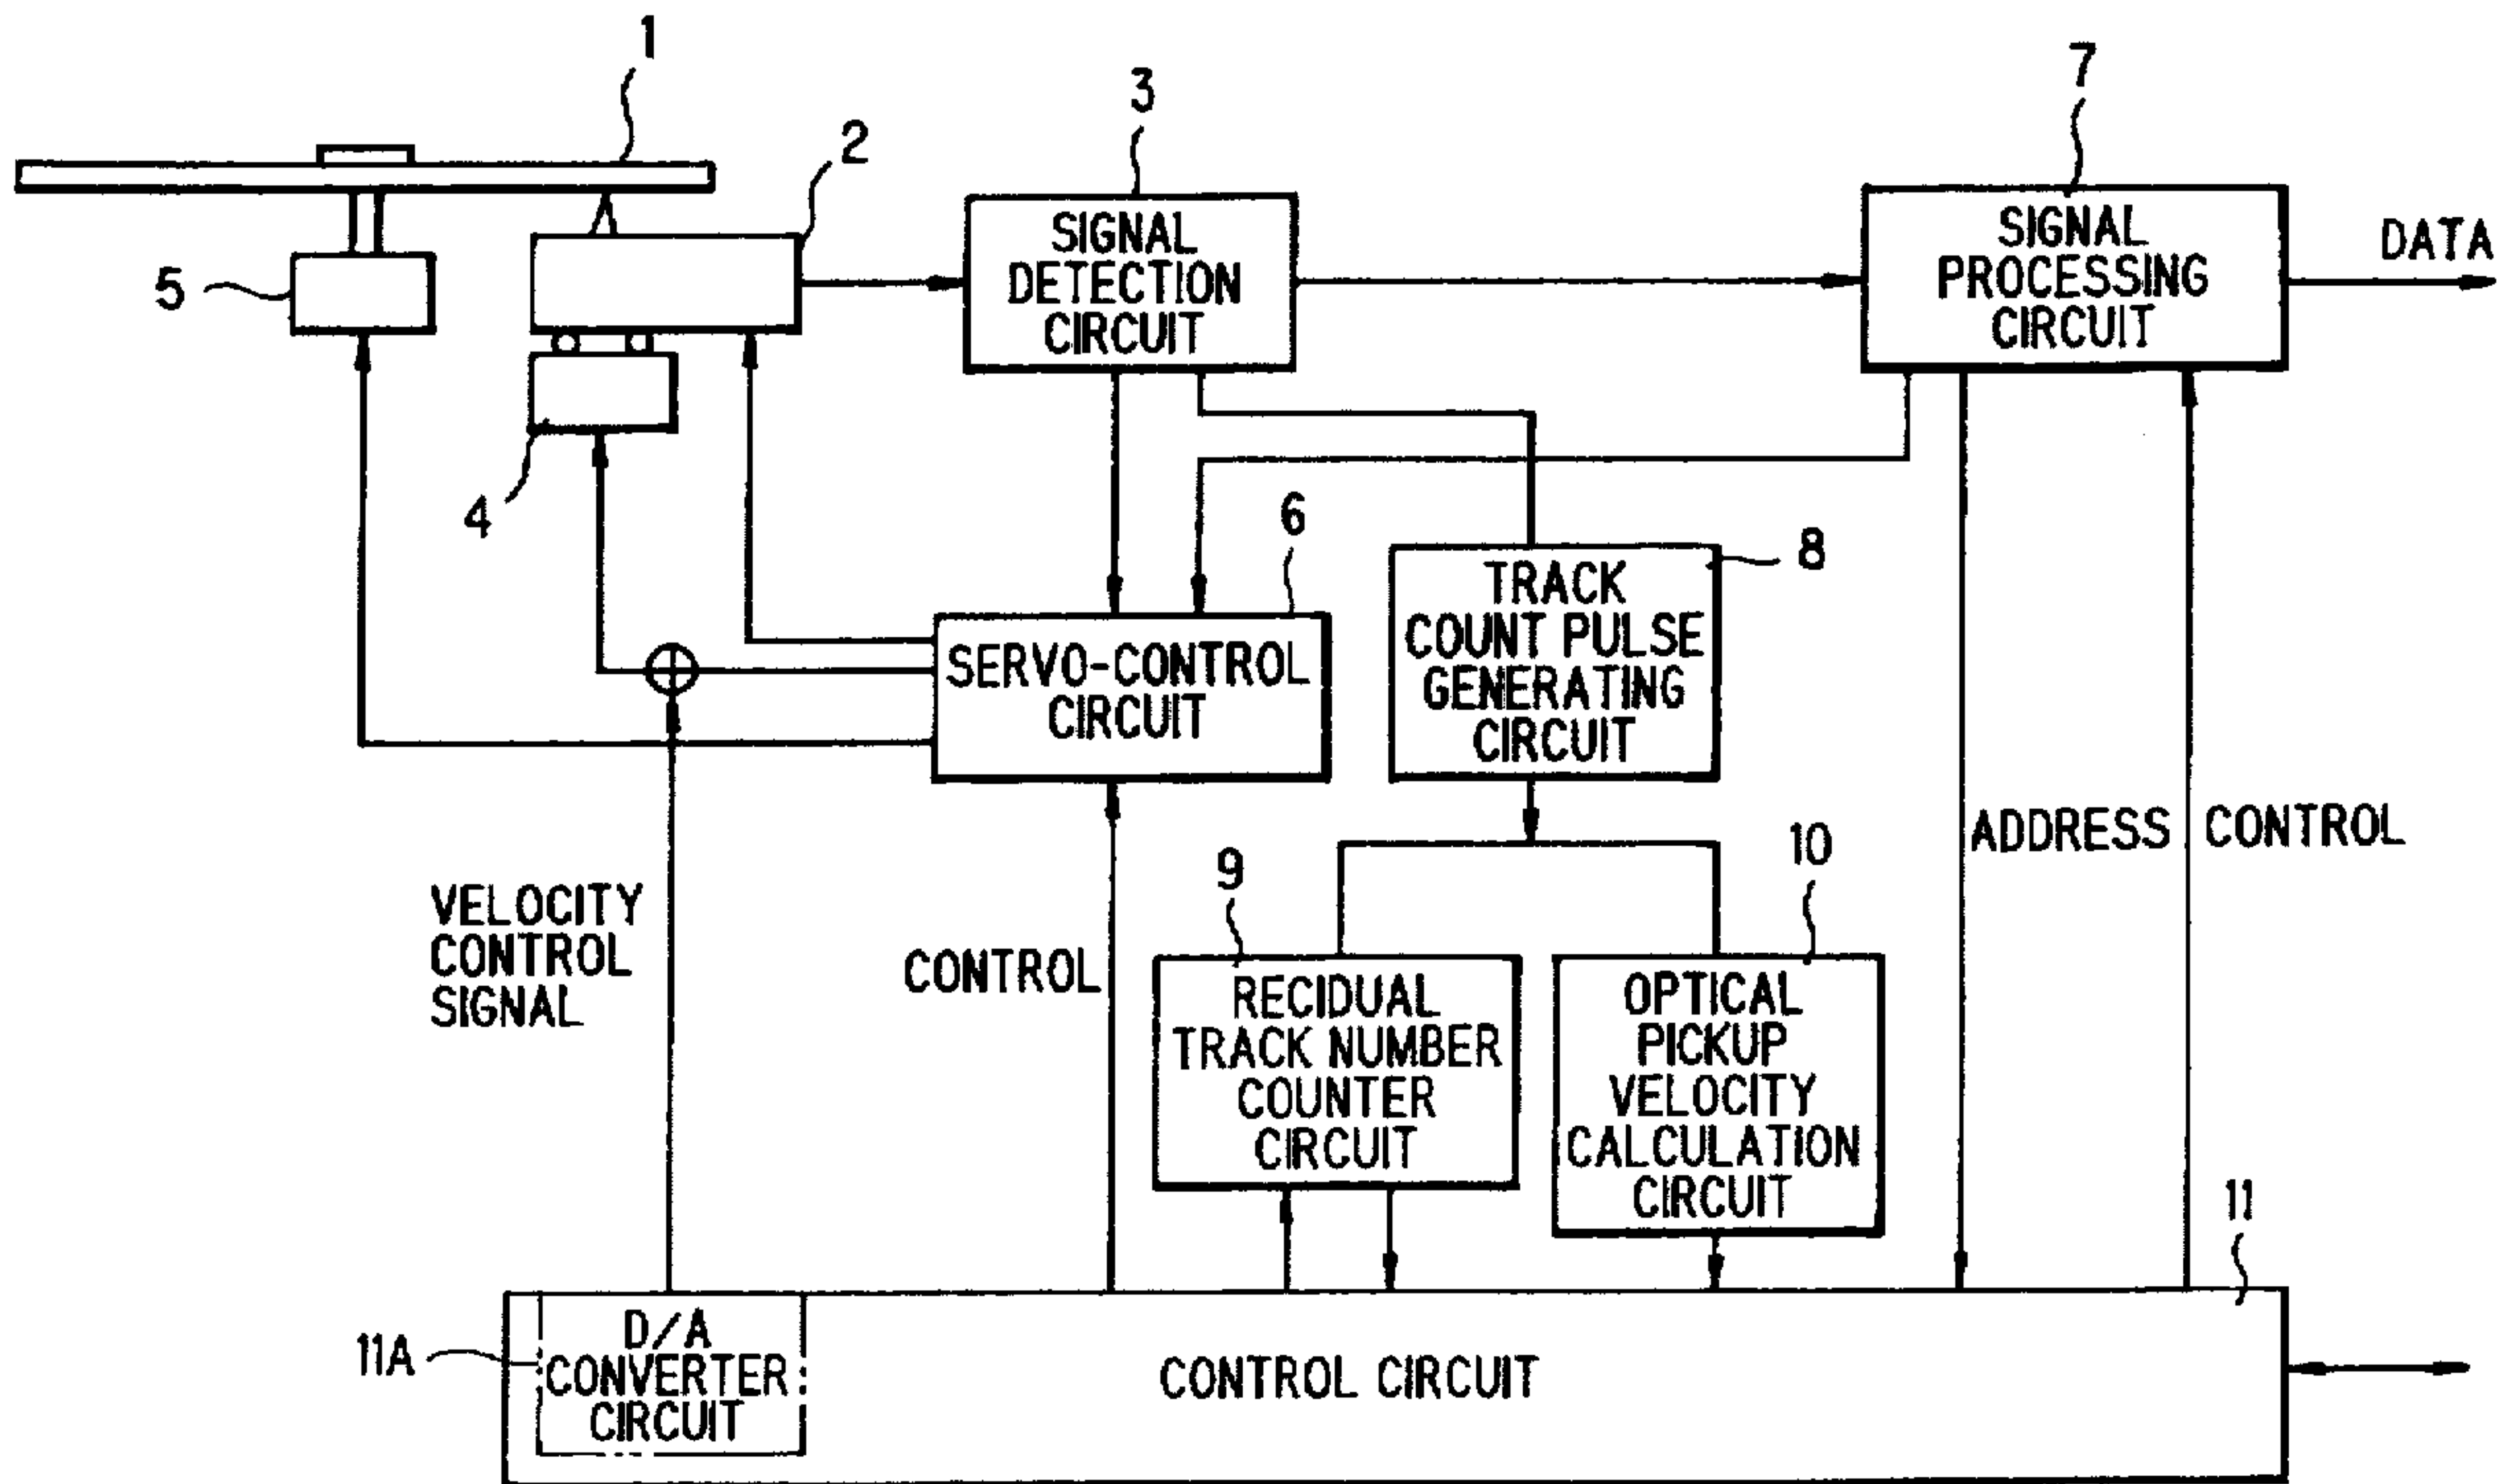 1
2
3
7
SIGNAL
DETECTION
CIRCUIT
SIGNAL
PROCESSING
CIRCUIT
DATA
5
4
6
8
SERVO-CONTROL
CIRCUIT
TRACK
COUNT PULSE
GENERATING
CIRCUIT
VELOCITY
CONTROL
SIGNAL
CONTROL
ADDRESS
CONTROL
9
10
RECIDUAL
TRACK NUMBER
COUNTER
CIRCUIT
OPTICAL
PICKUP
VELOCITY
CALCULATION
CIRCUIT
11
11A
D/A
CONVERTER
CIRCUIT
CONTROL CIRCUIT